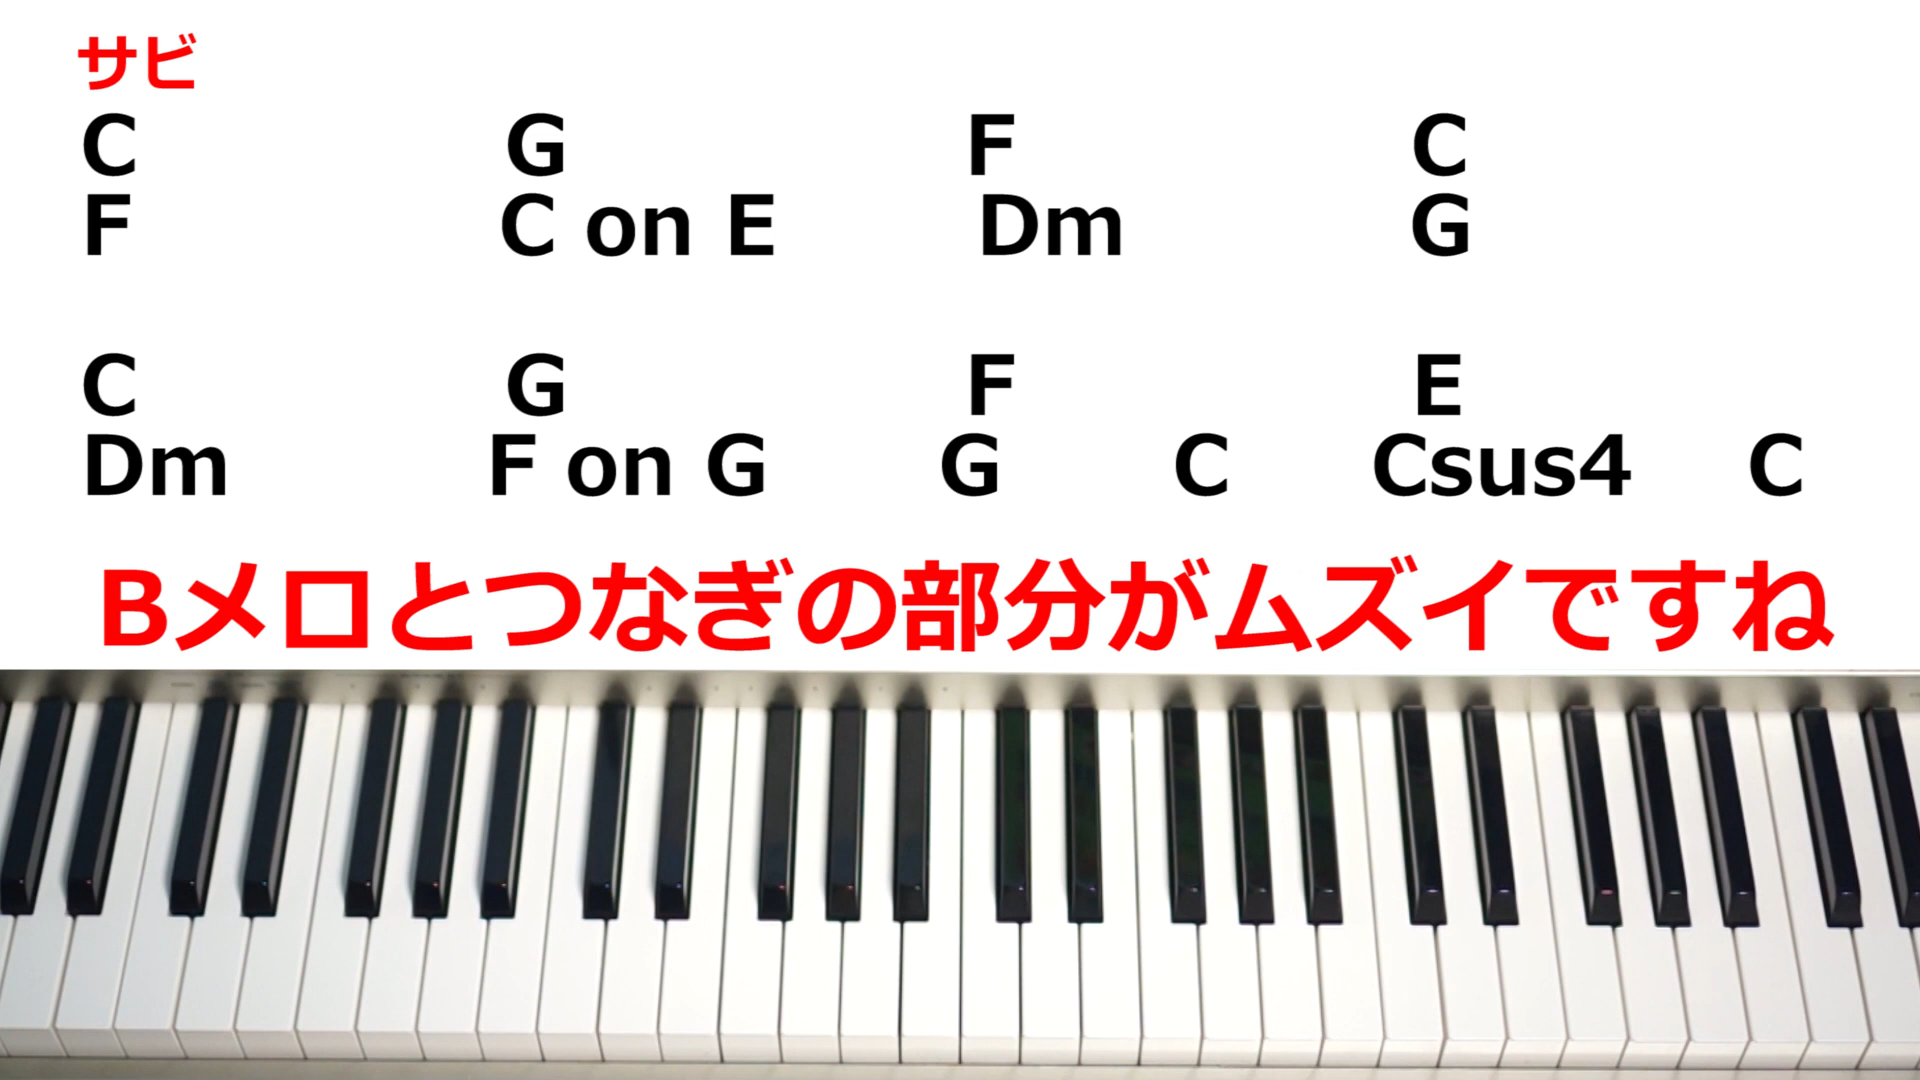 サビ
C G F C
F C on E Dm G
C G F E
Dm F on G G C Csus4 C
Bメロとつなぎの部分がムズイですね